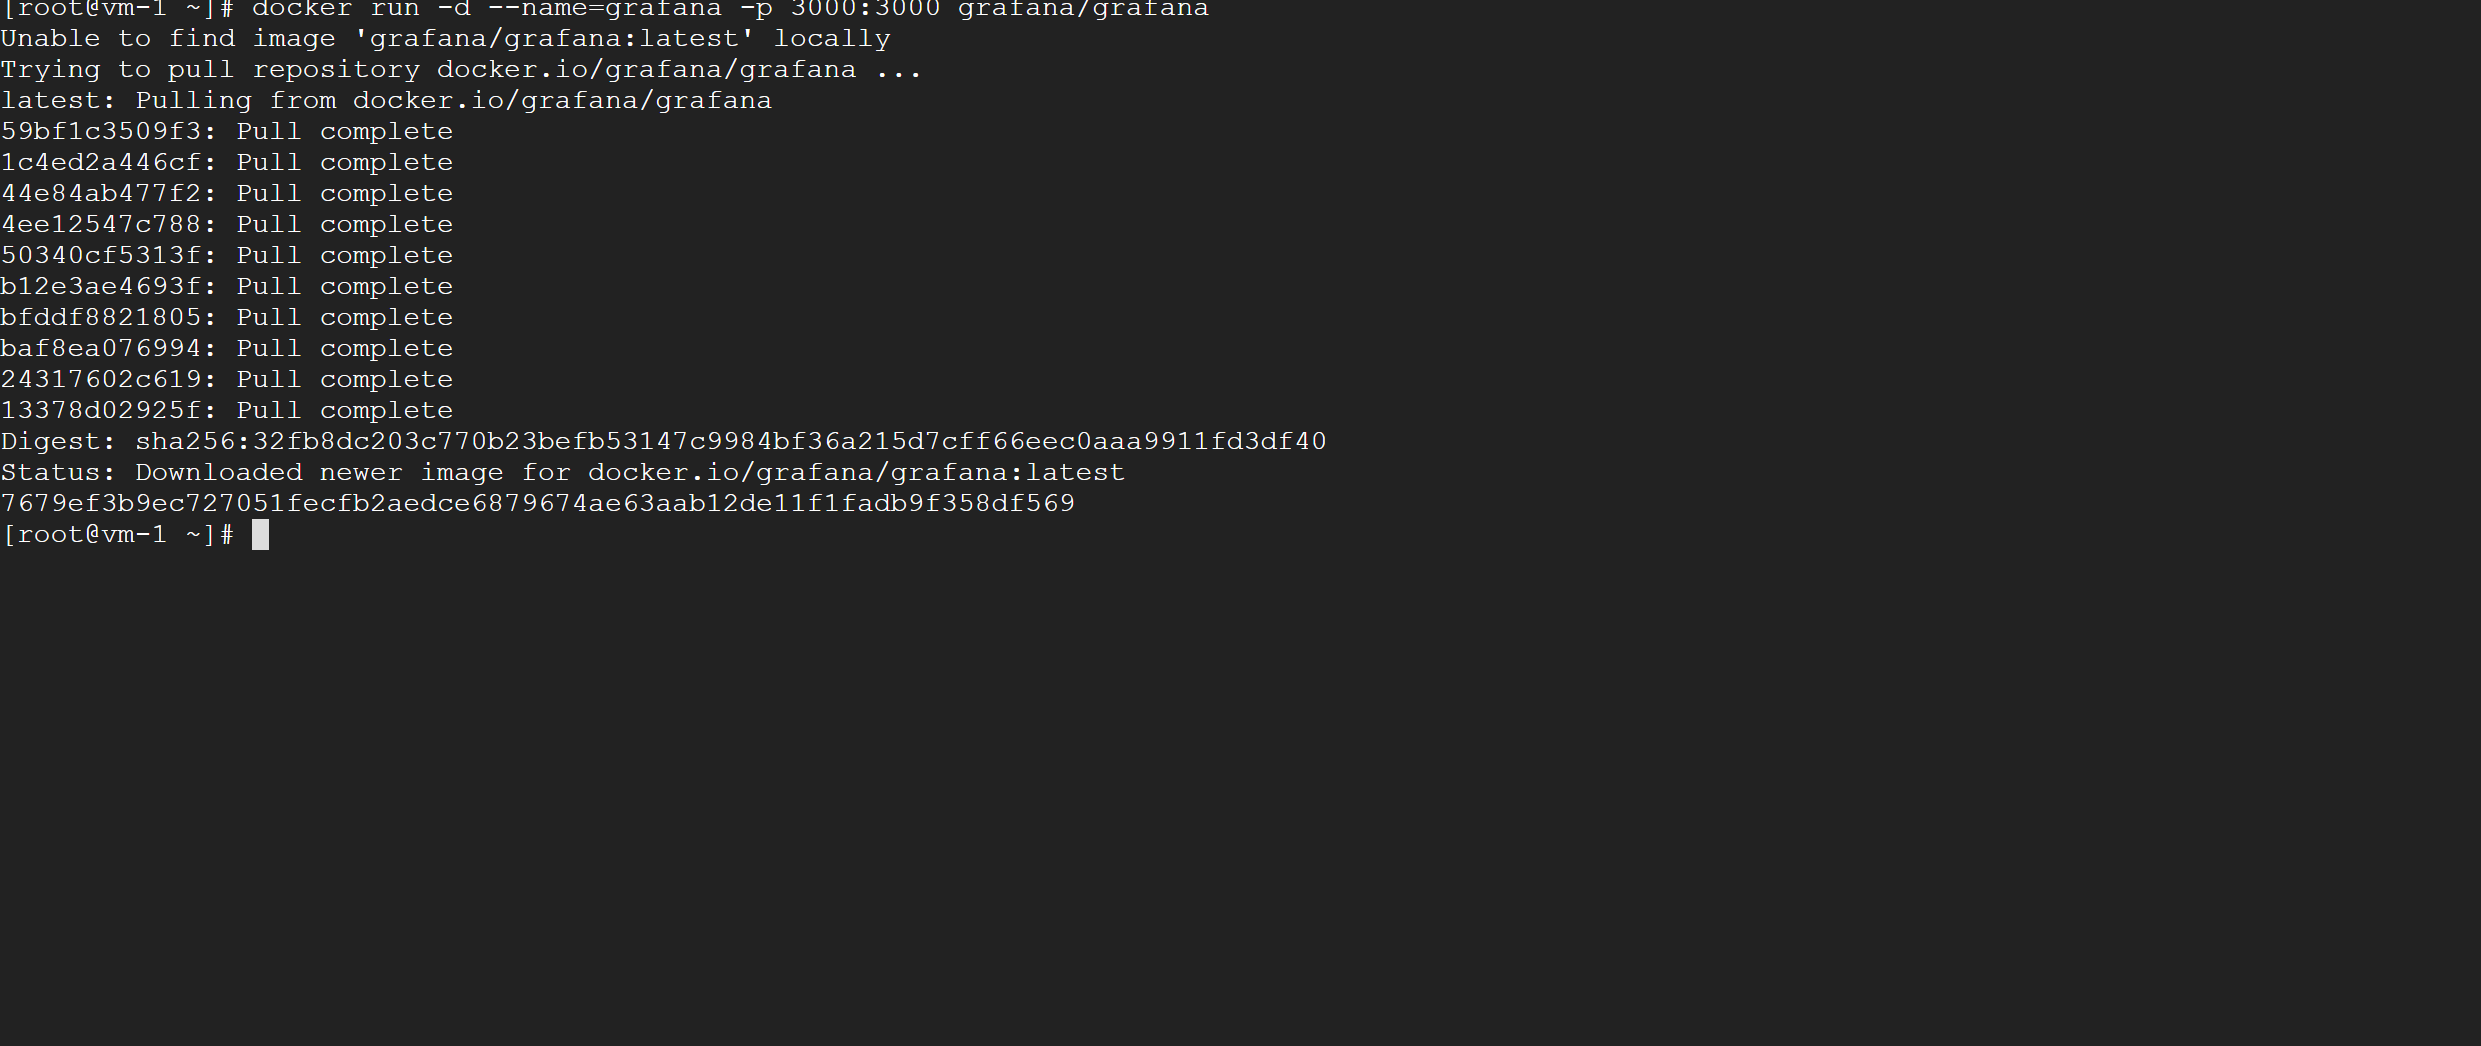 [root@vm-1 ~]# docker run -d --name=grafana -p 3000:3000 grafana/grafana
Unable to find image 'grafana/grafana:latest' locally
Trying to pull repository docker.io/grafana/grafana ...
latest: Pulling from docker.io/grafana/grafana
59bf1c3509f3: Pull complete
1c4ed2a446cf: Pull complete
44e84ab477f2: Pull complete
4ee12547c788: Pull complete
50340cf5313f: Pull complete
b12e3ae4693f: Pull complete
bfddf8821805: Pull complete
baf8ea076994: Pull complete
24317602c619: Pull complete
13378d02925f: Pull complete
Digest: sha256:32fb8dc203c770b23befb53147c9984bf36a215d7cff66eec0aaa9911fd3df40
Status: Downloaded newer image for docker.io/grafana/grafana:latest
7679ef3b9ec727051fecfb2aedce6879674ae63aab12de11f1fadb9f358df569
[root@vm-1 ~]#